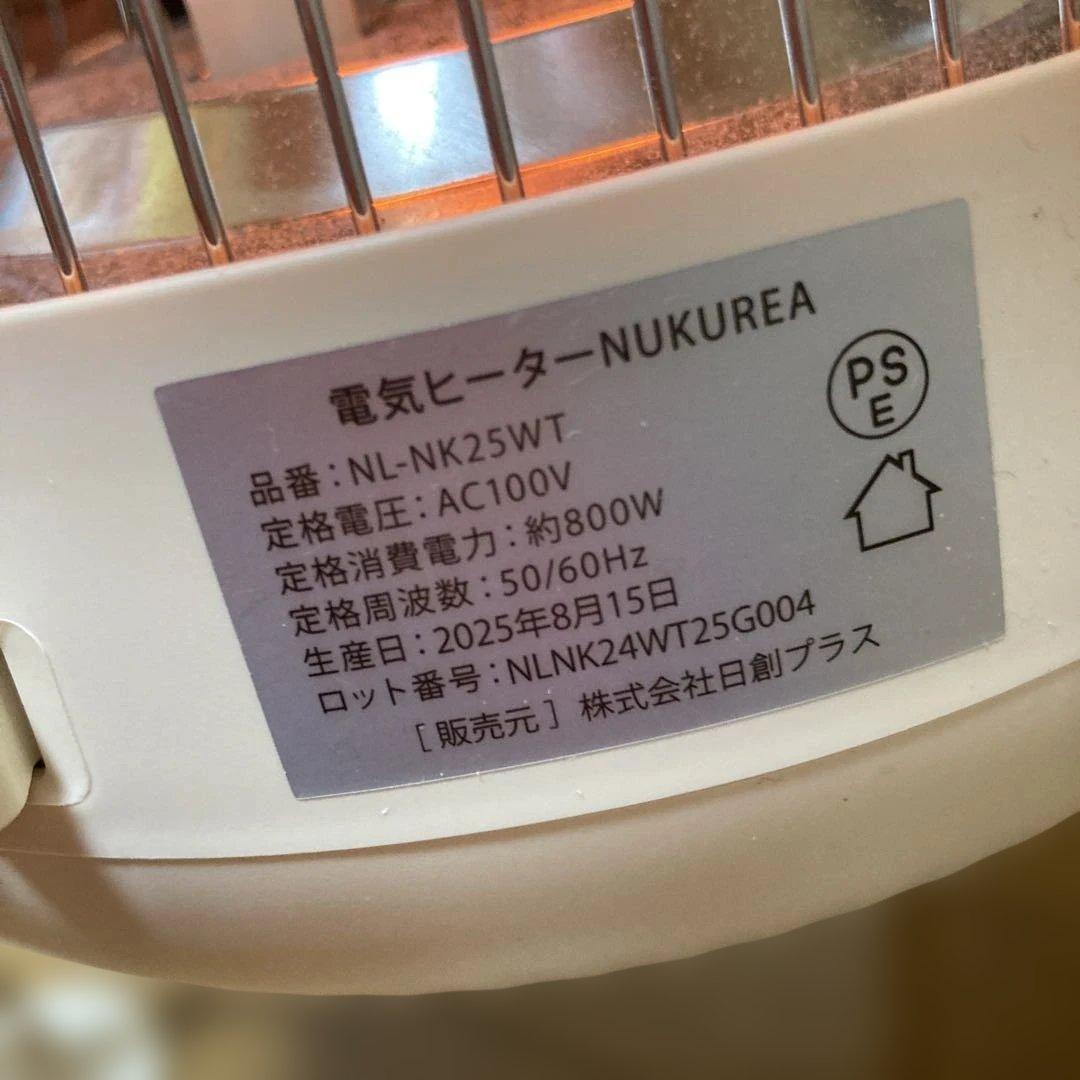 電気ヒーターNUKUREA
品番：NL-NK25WT
定格電圧：AC100V
定格消費電力：約800W
定格周波数：50/60Hz
生産日：2025年8月15日
ロット番号：NLNK24WT25G004
［販売元］株式会社日創プラス
PS
E